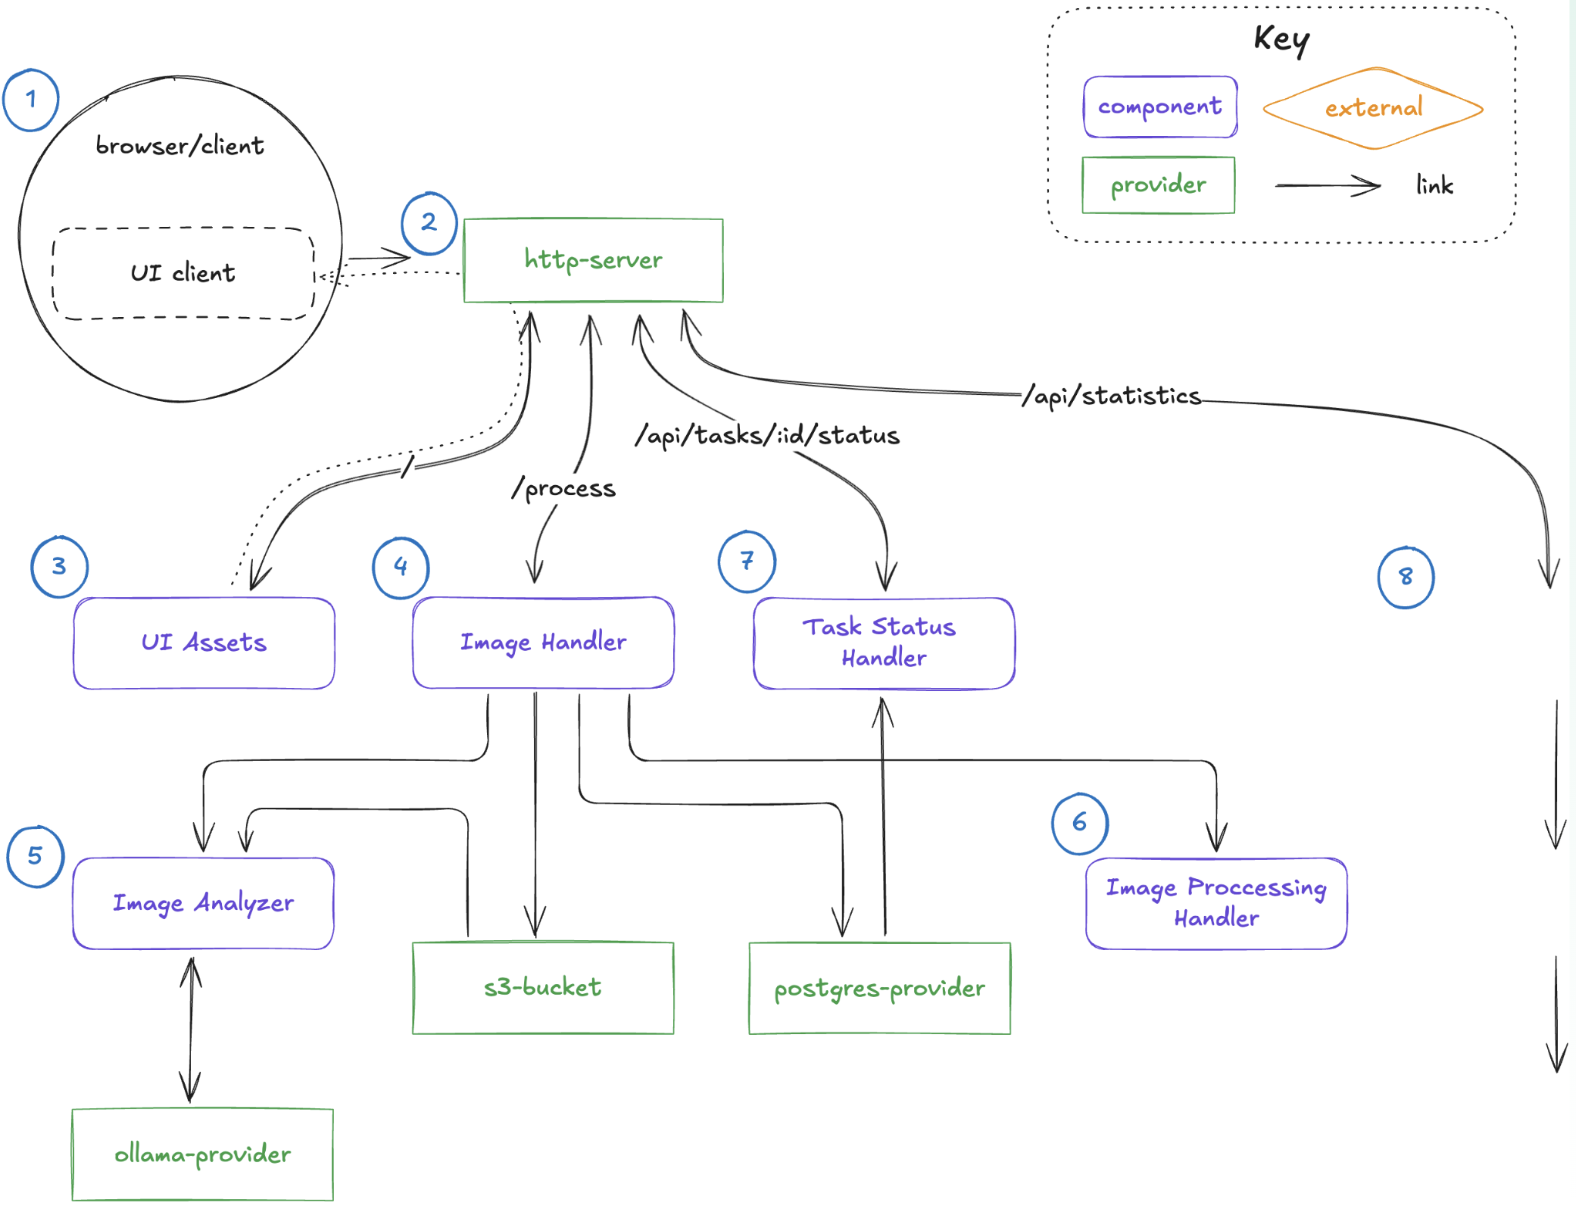 Key
component
external
provider
link
1
browser/client
UI client
2
http-server
/api/statistics
/api/tasks/:id/status
/
/process
3
UI Assets
4
Image Handler
7
Task Status
Handler
8
5
Image Analyzer
6
Image Proccessing
Handler
s3-bucket
postgres-provider
ollama-provider